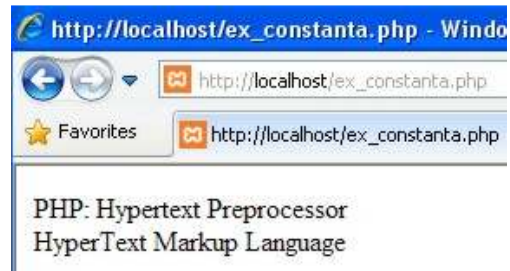 http://localhost/ex_constanta.php - Windo
http://localhost/ex_constanta.php
Favorites
http://localhost/ex_constanta.php
PHP: Hypertext Preprocessor
HyperText Markup Language